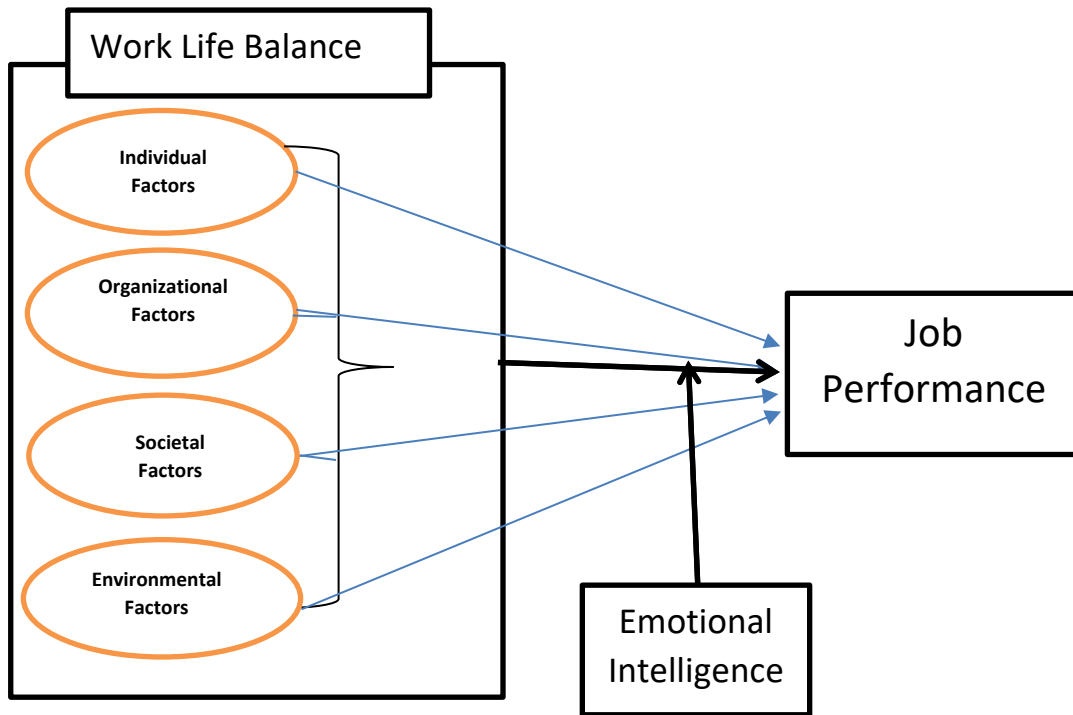 Work Life Balance
Individual
Factors
Organizational
Factors
Societal
Factors
Environmental
Factors
Job
Performance
Emotional
Intelligence